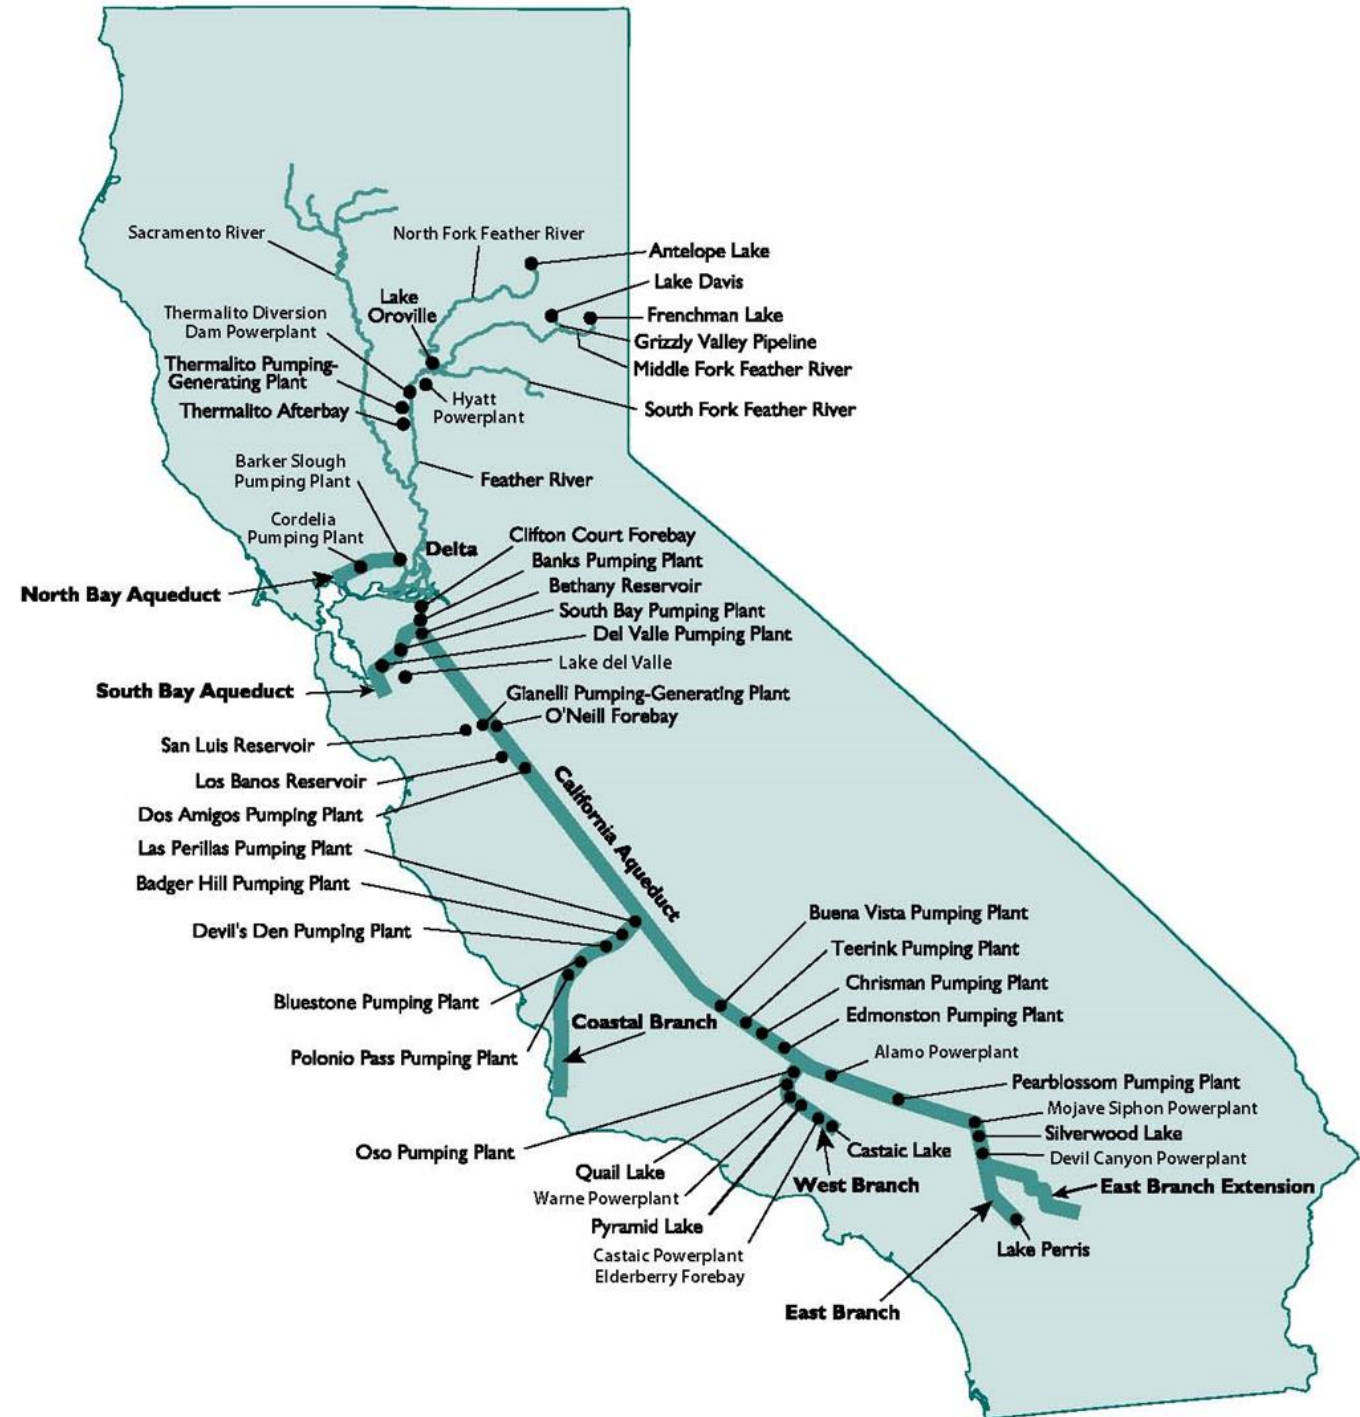 Sacramento River
North Fork Feather River
Antelope Lake
Lake Davis
Lake
Oroville
Thermalito Diversion
Dam Powerplant
Frenchman Lake
Grizzly Valley Pipeline
Middle Fork Feather River
Thermalito Pumping-
Generating Plant
Thermalito Afterbay
Hyatt
Powerplant
South Fork Feather River
Barker Slough
Pumping Plant
Feather River
Cordelia
Pumping Plant
Delta
Clifton Court Forebay
Banks Pumping Plant
Bethany Reservoir
North Bay Aqueduct
South Bay Pumping Plant
Del Valle Pumping Plant
Lake del Valle
South Bay Aqueduct
Gianelli Pumping-Generating Plant
O'Neill Forebay
San Luis Reservoir
Los Banos Reservoir
Dos Amigos Pumping Plant
California Aqueduct
Las Perillas Pumping Plant
Badger Hill Pumping Plant
Devil's Den Pumping Plant
Buena Vista Pumping Plant
Teerink Pumping Plant
Chrisman Pumping Plant
Bluestone Pumping Plant
Edmonston Pumping Plant
Coastal Branch
Polonio Pass Pumping Plant
Alamo Powerplant
Pearblossom Pumping Plant
Mojave Siphon Powerplant
Silverwood Lake
Devil Canyon Powerplant
Oso Pumping Plant
Castaic Lake
Quail Lake
West Branch
East Branch Extension
Warne Powerplant
Pyramid Lake
Castaic Powerplant
Elderberry Forebay
Lake Perris
East Branch